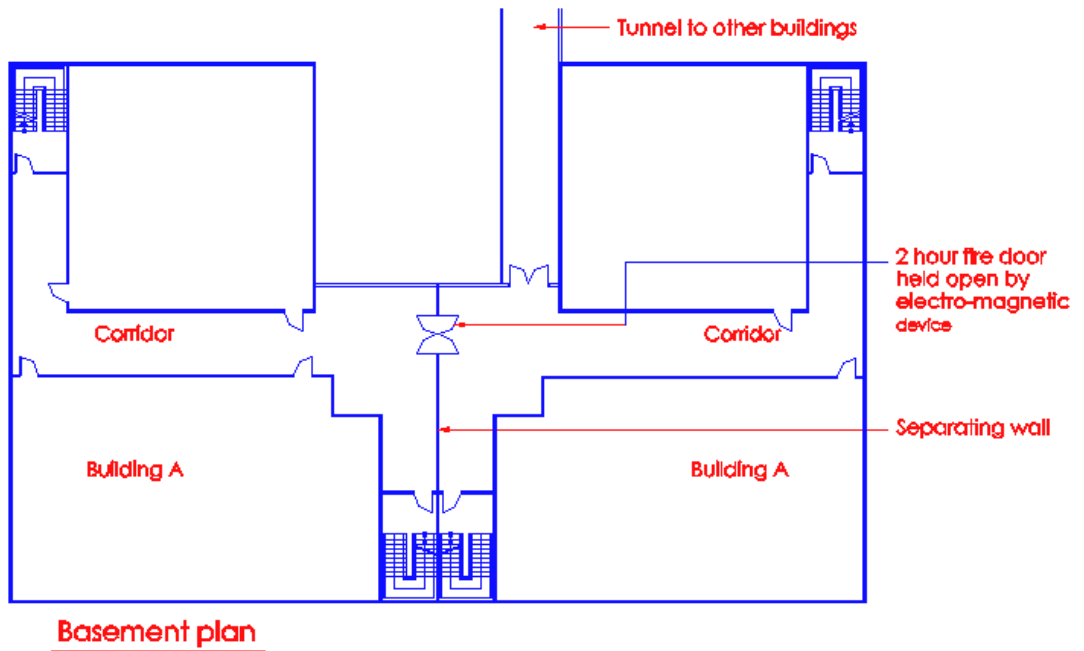 Tunnel to other buildings
2 hour fire door
held open by
electro-magnetic
device
Corridor
Corridor
Separating wall
Building A
Building A
Basement plan